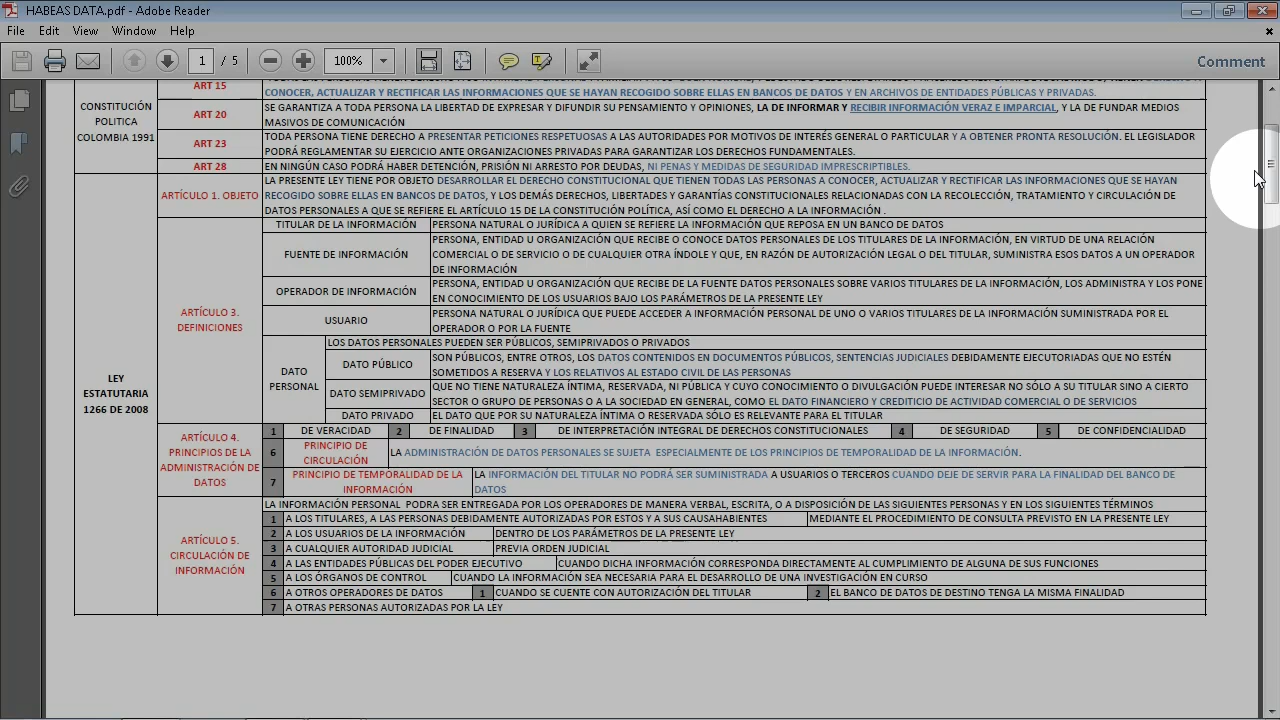 HABEAS DATA.pdf - Adobe Reader
File Edit View Window Help
1 / 5 100% Comment
ART 15
CONOCER, ACTUALIZAR Y RECTIFICAR LAS INFORMACIONES QUE SE HAYAN RECOGIDO SOBRE ELLAS EN BANCOS DE DATOS Y EN ARCHIVOS DE ENTIDADES PÚBLICAS Y PRIVADAS.
CONSTITUCIÓN
POLITICA
COLOMBIA 1991
ART 20
SE GARANTIZA A TODA PERSONA LA LIBERTAD DE EXPRESAR Y DIFUNDIR SU PENSAMIENTO Y OPINIONES, LA DE INFORMAR Y RECIBIR INFORMACIÓN VERAZ E IMPARCIAL, Y LA DE FUNDAR MEDIOS
MASIVOS DE COMUNICACIÓN
ART 23
TODA PERSONA TIENE DERECHO A PRESENTAR PETICIONES RESPETUOSAS A LAS AUTORIDADES POR MOTIVOS DE INTERÉS GENERAL O PARTICULAR Y A OBTENER PRONTA RESOLUCIÓN. EL LEGISLADOR
PODRÁ REGLAMENTAR SU EJERCICIO ANTE ORGANIZACIONES PRIVADAS PARA GARANTIZAR LOS DERECHOS FUNDAMENTALES.
ART 28
EN NINGÚN CASO PODRÁ HABER DETENCIÓN, PRISIÓN NI ARRESTO POR DEUDAS, NI PENAS Y MEDIDAS DE SEGURIDAD IMPRESCRIPTIBLES.
LEY
ESTATUTARIA
1266 DE 2008
ARTÍCULO 1. OBJETO
LA PRESENTE LEY TIENE POR OBJETO DESARROLLAR EL DERECHO CONSTITUCIONAL QUE TIENEN TODAS LAS PERSONAS A CONOCER, ACTUALIZAR Y RECTIFICAR LAS INFORMACIONES QUE SE HAYAN
RECOGIDO SOBRE ELLAS EN BANCOS DE DATOS, Y LOS DEMÁS DERECHOS, LIBERTADES Y GARANTÍAS CONSTITUCIONALES RELACIONADAS CON LA RECOLECCIÓN, TRATAMIENTO Y CIRCULACIÓN DE
DATOS PERSONALES A QUE SE REFIERE EL ARTÍCULO 15 DE LA CONSTITUCIÓN POLÍTICA, ASÍ COMO EL DERECHO A LA INFORMACIÓN .
ARTÍCULO 3.
DEFINICIONES
TITULAR DE LA INFORMACIÓN PERSONA NATURAL O JURÍDICA A QUIEN SE REFIERE LA INFORMACIÓN QUE REPOSA EN UN BANCO DE DATOS
FUENTE DE INFORMACIÓN
PERSONA, ENTIDAD U ORGANIZACIÓN QUE RECIBE O CONOCE DATOS PERSONALES DE LOS TITULARES DE LA INFORMACIÓN, EN VIRTUD DE UNA RELACIÓN
COMERCIAL O DE SERVICIO O DE CUALQUIER OTRA ÍNDOLE Y QUE, EN RAZÓN DE AUTORIZACIÓN LEGAL O DEL TITULAR, SUMINISTRA ESOS DATOS A UN OPERADOR
DE INFORMACIÓN
OPERADOR DE INFORMACIÓN
PERSONA, ENTIDAD U ORGANIZACIÓN QUE RECIBE DE LA FUENTE DATOS PERSONALES SOBRE VARIOS TITULARES DE LA INFORMACIÓN, LOS ADMINISTRA Y LOS PONE
EN CONOCIMIENTO DE LOS USUARIOS BAJO LOS PARÁMETROS DE LA PRESENTE LEY
USUARIO
PERSONA NATURAL O JURÍDICA QUE PUEDE ACCEDER A INFORMACIÓN PERSONAL DE UNO O VARIOS TITULARES DE LA INFORMACIÓN SUMINISTRADA POR EL
OPERADOR O POR LA FUENTE
DATO
PERSONAL
LOS DATOS PERSONALES PUEDEN SER PÚBLICOS, SEMIPRIVADOS O PRIVADOS
DATO PÚBLICO
SON PÚBLICOS, ENTRE OTROS, LOS DATOS CONTENIDOS EN DOCUMENTOS PÚBLICOS, SENTENCIAS JUDICIALES DEBIDAMENTE EJECUTORIADAS QUE NO ESTÉN
SOMETIDOS A RESERVA Y LOS RELATIVOS AL ESTADO CIVIL DE LAS PERSONAS
DATO SEMIPRIVADO
QUE NO TIENE NATURALEZA ÍNTIMA, RESERVADA, NI PÚBLICA Y CUYO CONOCIMIENTO O DIVULGACIÓN PUEDE INTERESAR NO SÓLO A SU TITULAR SINO A CIERTO
SECTOR O GRUPO DE PERSONAS O A LA SOCIEDAD EN GENERAL, COMO EL DATO FINANCIERO Y CREDITICIO DE ACTIVIDAD COMERCIAL O DE SERVICIOS
DATO PRIVADO EL DATO QUE POR SU NATURALEZA ÍNTIMA O RESERVADA SÓLO ES RELEVANTE PARA EL TITULAR
ARTÍCULO 4.
PRINCIPIOS DE LA
ADMINISTRACIÓN DE
DATOS
1 DE VERACIDAD 2 DE FINALIDAD 3 DE INTERPRETACIÓN INTEGRAL DE DERECHOS CONSTITUCIONALES 4 DE SEGURIDAD 5 DE CONFIDENCIALIDAD
6 PRINCIPIO DE
CIRCULACIÓN
LA ADMINISTRACIÓN DE DATOS PERSONALES SE SUJETA ESPECIALMENTE DE LOS PRINCIPIOS DE TEMPORALIDAD DE LA INFORMACIÓN.
7 PRINCIPIO DE TEMPORALIDAD DE LA
INFORMACIÓN
LA INFORMACIÓN DEL TITULAR NO PODRÁ SER SUMINISTRADA A USUARIOS O TERCEROS CUANDO DEJE DE SERVIR PARA LA FINALIDAD DEL BANCO DE
DATOS
ARTÍCULO 5.
CIRCULACIÓN DE
INFORMACIÓN
LA INFORMACIÓN PERSONAL PODRA SER ENTREGADA POR LOS OPERADORES DE MANERA VERBAL, ESCRITA, O A DISPOSICIÓN DE LAS SIGUIENTES PERSONAS Y EN LOS SIGUIENTES TÉRMINOS
1 A LOS TITULARES, A LAS PERSONAS DEBIDAMENTE AUTORIZADAS POR ESTOS Y A SUS CAUSAHABIENTES MEDIANTE EL PROCEDIMIENTO DE CONSULTA PREVISTO EN LA PRESENTE LEY
2 A LOS USUARIOS DE LA INFORMACIÓN DENTRO DE LOS PARÁMETROS DE LA PRESENTE LEY
3 A CUALQUIER AUTORIDAD JUDICIAL PREVIA ORDEN JUDICIAL
4 A LAS ENTIDADES PÚBLICAS DEL PODER EJECUTIVO CUANDO DICHA INFORMACIÓN CORRESPONDA DIRECTAMENTE AL CUMPLIMIENTO DE ALGUNA DE SUS FUNCIONES
5 A LOS ÓRGANOS DE CONTROL CUANDO LA INFORMACIÓN SEA NECESARIA PARA EL DESARROLLO DE UNA INVESTIGACIÓN EN CURSO
6 A OTROS OPERADORES DE DATOS 1 CUANDO SE CUENTE CON AUTORIZACIÓN DEL TITULAR 2 EL BANCO DE DATOS DE DESTINO TENGA LA MISMA FINALIDAD
7 A OTRAS PERSONAS AUTORIZADAS POR LA LEY